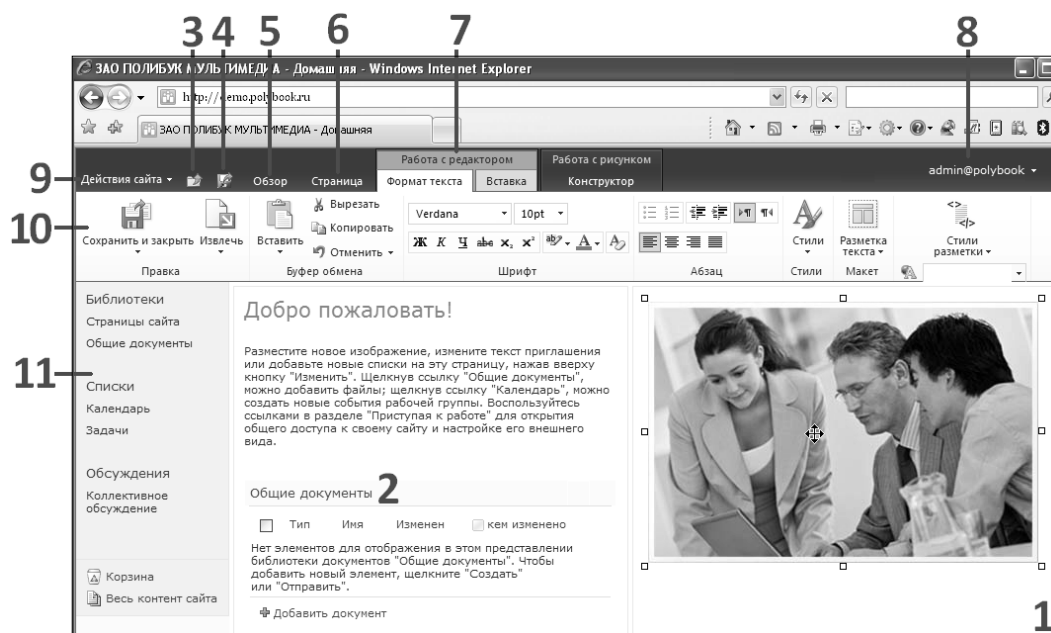 3 4 5 6 7 8
ЗАО ПОЛИБУК МУЛЬТИМЕДИА - Домашняя - Windows Internet Explorer
http://demo.polybook.ru
ЗАО ПОЛИБУК МУЛЬТИМЕДИА - Домашняя
Работа с редактором Работа с рисунком
9 Действия сайта Обзор Страница Формат текста Вставка Конструктор admin@polybook
10
Сохранить и закрыть Извлечь Вставить Вырезать Копировать Отменить
Verdana 10pt
Ж К Ч abc x₂ x² ab A A
Стили Разметка текста Стили разметки
Правка Буфер обмена Шрифт Абзац Стили Макет
11
Библиотеки
Страницы сайта
Общие документы
Списки
Календарь
Задачи
Обсуждения
Коллективное
обсуждение
Корзина
Весь контент сайта
Добро пожаловать!
Разместите новое изображение, измените текст приглашения
или добавьте новые списки на эту страницу, нажав вверху
кнопку "Изменить". Щелкнув ссылку "Общие документы",
можно добавить файлы; щелкнув ссылку "Календарь", можно
создать новые события рабочей группы. Воспользуйтесь
ссылками в разделе "Приступая к работе" для открытия
общего доступа к своему сайту и настройке его внешнего
вида.
Общие документы 2
Тип Имя Изменен кем изменено
Нет элементов для отображения в этом представлении
библиотеки документов "Общие документы". Чтобы
добавить новый элемент, щелкните "Создать"
или "Отправить".
Добавить документ
1